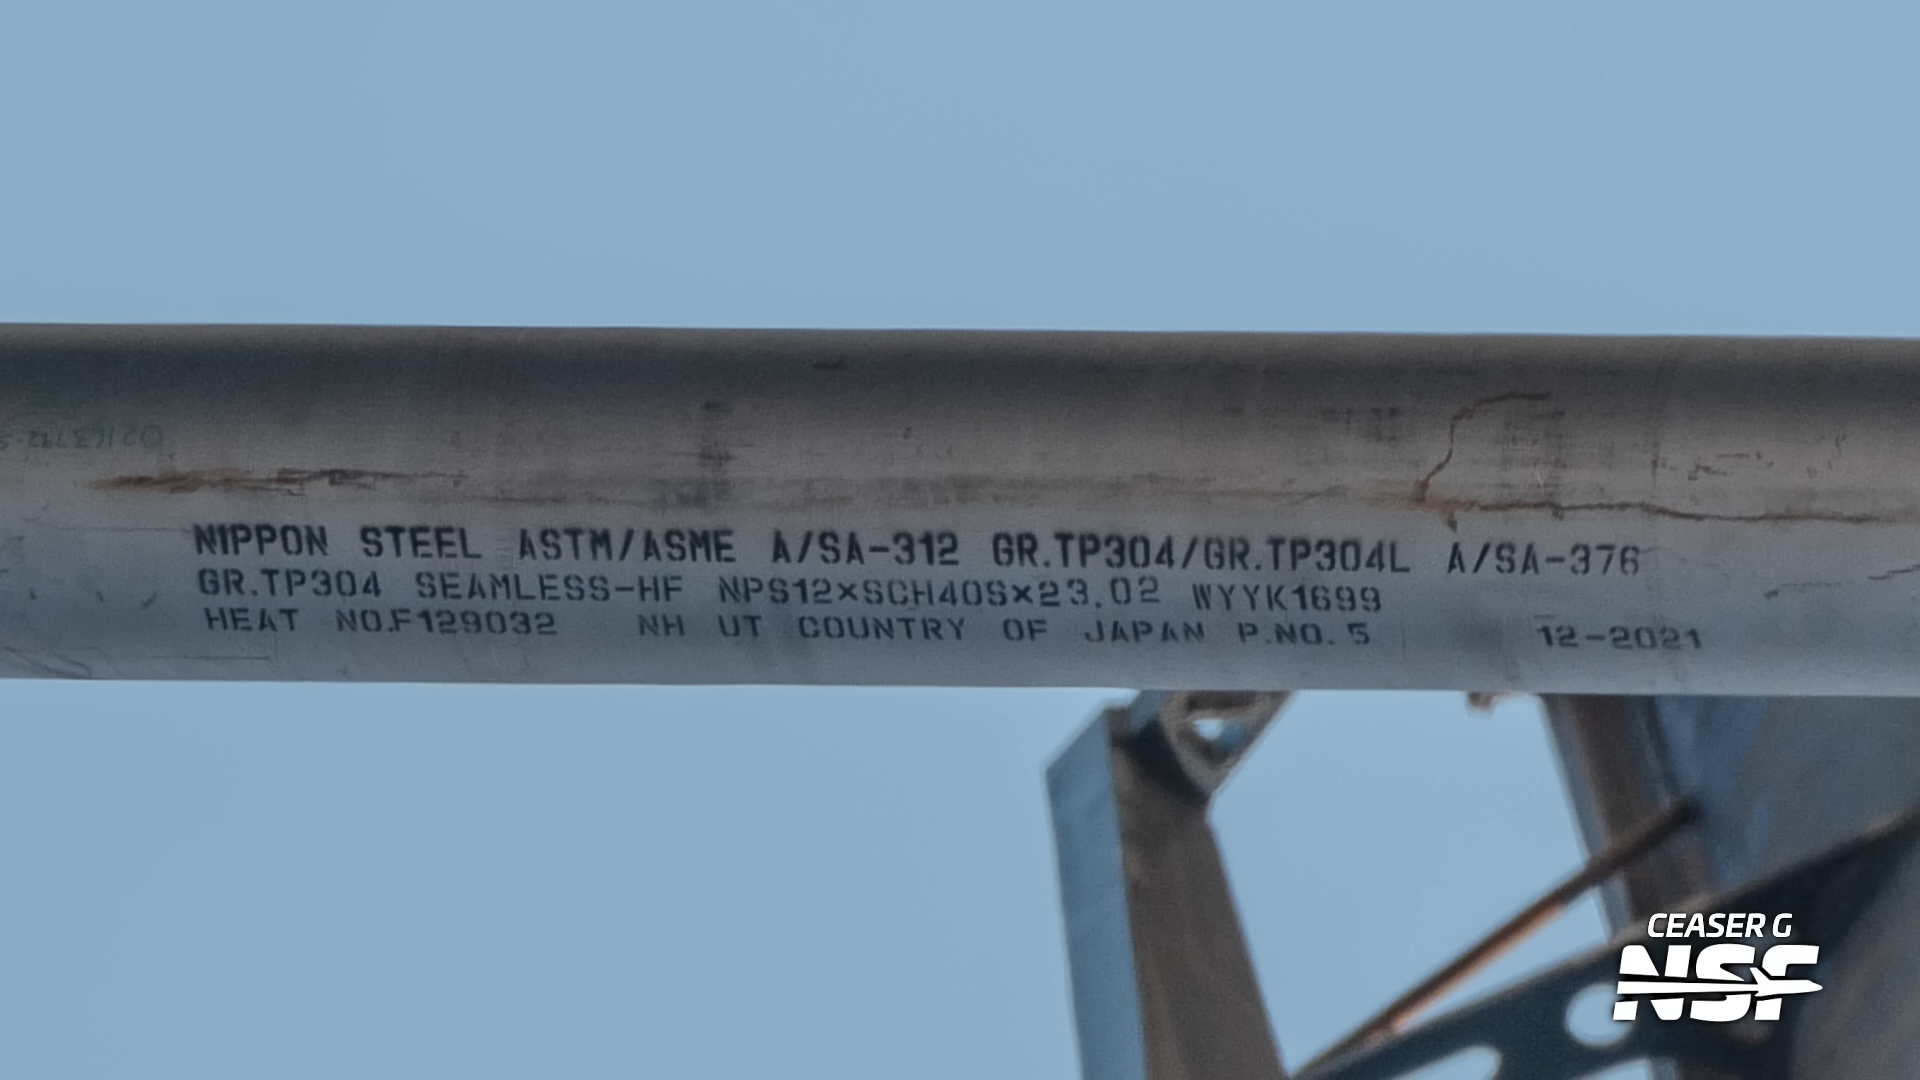 NIPPON STEEL ASTM/ASME A/SA-312 GR.TP304/GR.TP304L A/SA-376
GR.TP304 SEAMLESS-HF NPS12×SCH40S×23.02 WYYK1699
HEAT NO.F129032 NH UT COUNTRY OF JAPAN P.NO. 5 12-2021
CEASER G
NSF